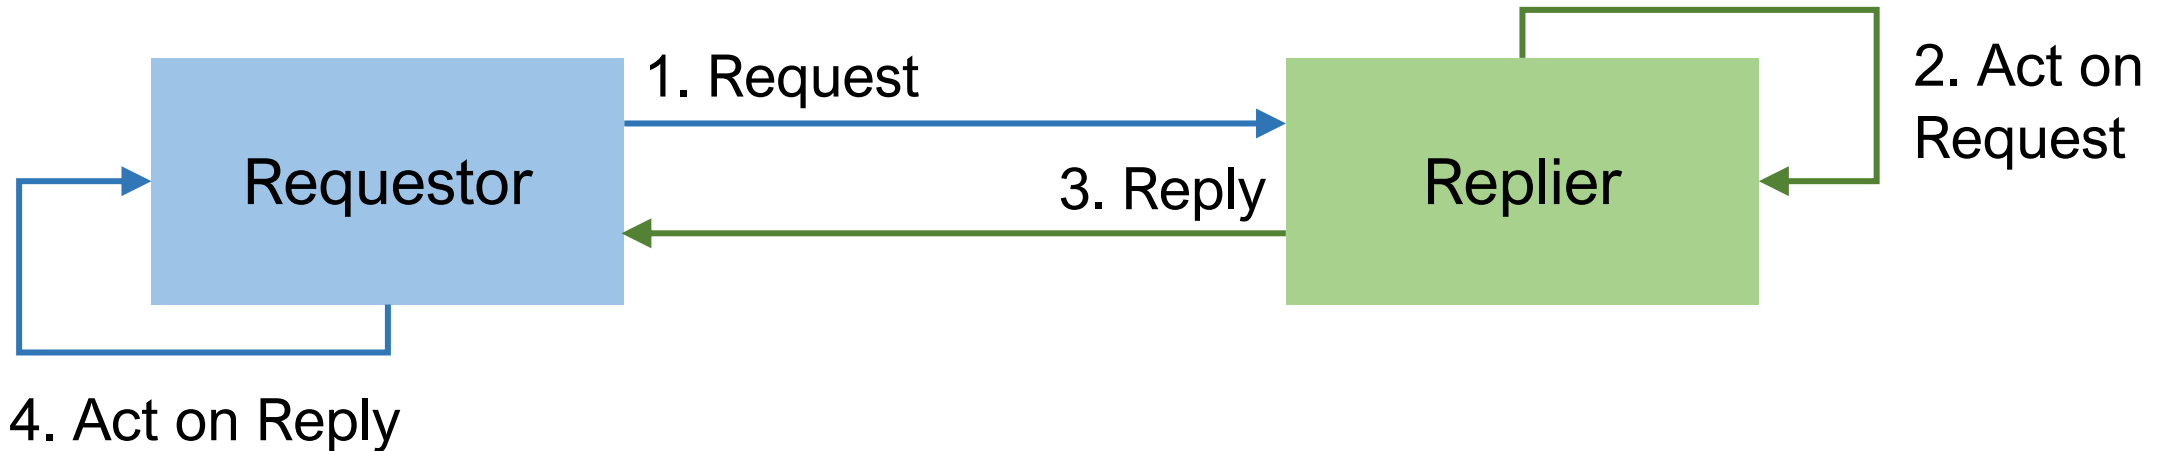 1. Request
2. Act on
Request
Requestor
3. Reply
Replier
4. Act on Reply